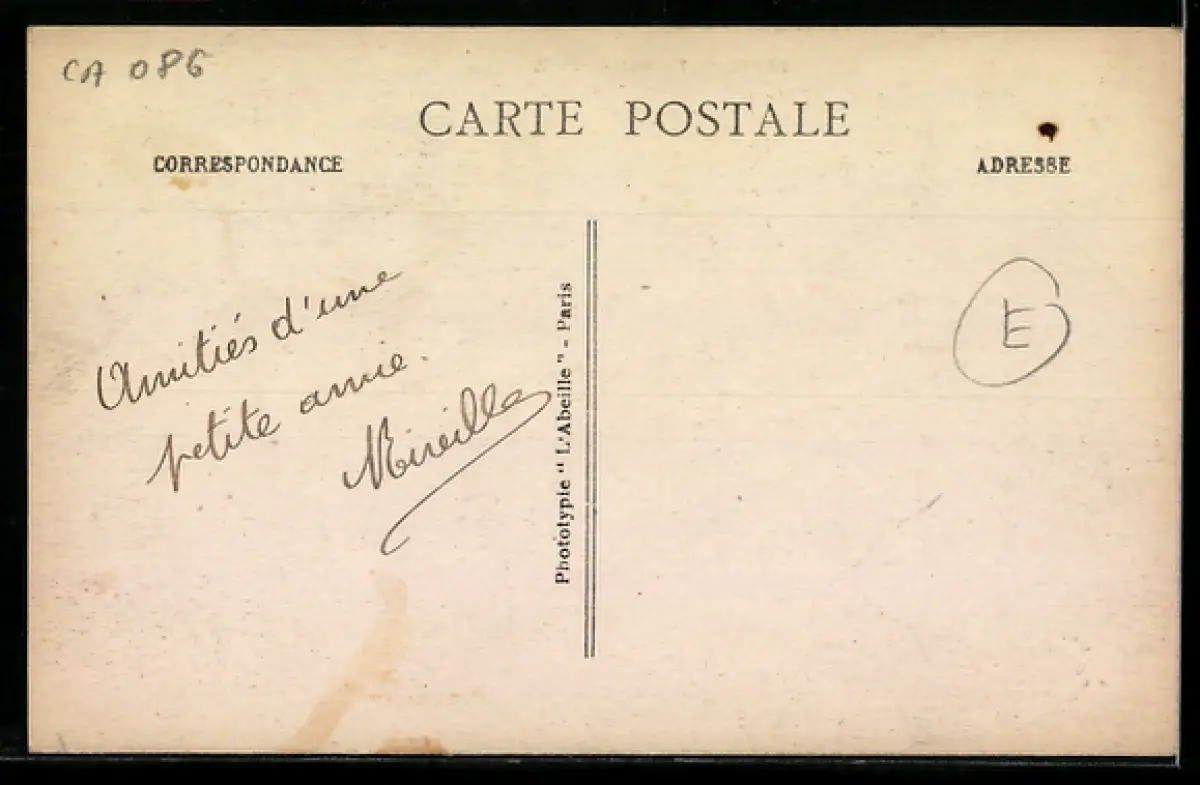 CA 086
CARTE POSTALE
CORRESPONDANCE
ADRESSE
Amitiés d'une
petite amie.
Mireille
Phototypie "L'Abeille" - Paris
E